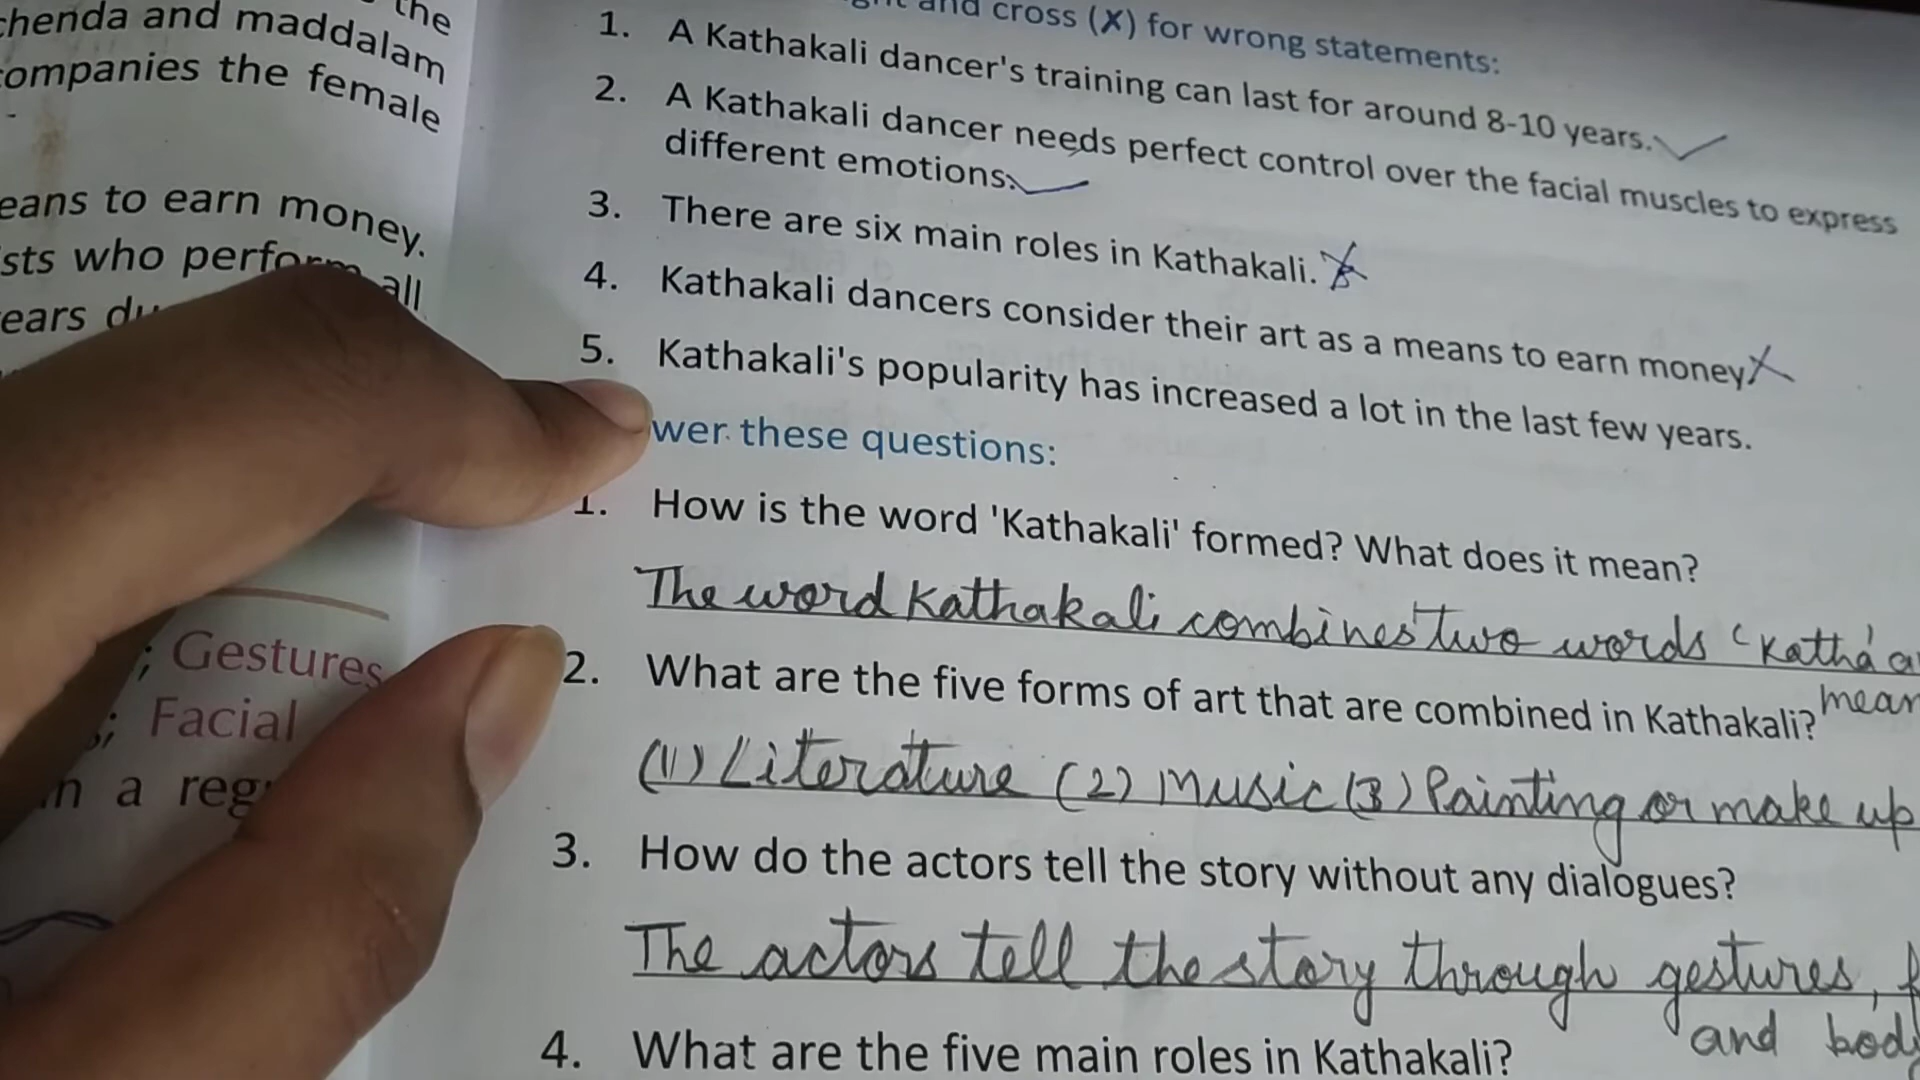 the
chenda and maddalam
companies the female
eans to earn money.
sts who perform all
ears
; Gestures
; Facial
n a reg
and cross (✗) for wrong statements:
1. A Kathakali dancer's training can last for around 8-10 years. ✓
2. A Kathakali dancer needs perfect control over the facial muscles to express
different emotions. ✓
3. There are six main roles in Kathakali. ✗
4. Kathakali dancers consider their art as a means to earn money. ✗
5. Kathakali's popularity has increased a lot in the last few years.
wer these questions:
1. How is the word 'Kathakali' formed? What does it mean?
The word Kathakali combines two words 'Katha'
mean
2. What are the five forms of art that are combined in Kathakali?
(1) Literature (2) Music (3) Painting or make up
3. How do the actors tell the story without any dialogues?
The actors tell the story through gestures,
and body
4. What are the five main roles in Kathakali?